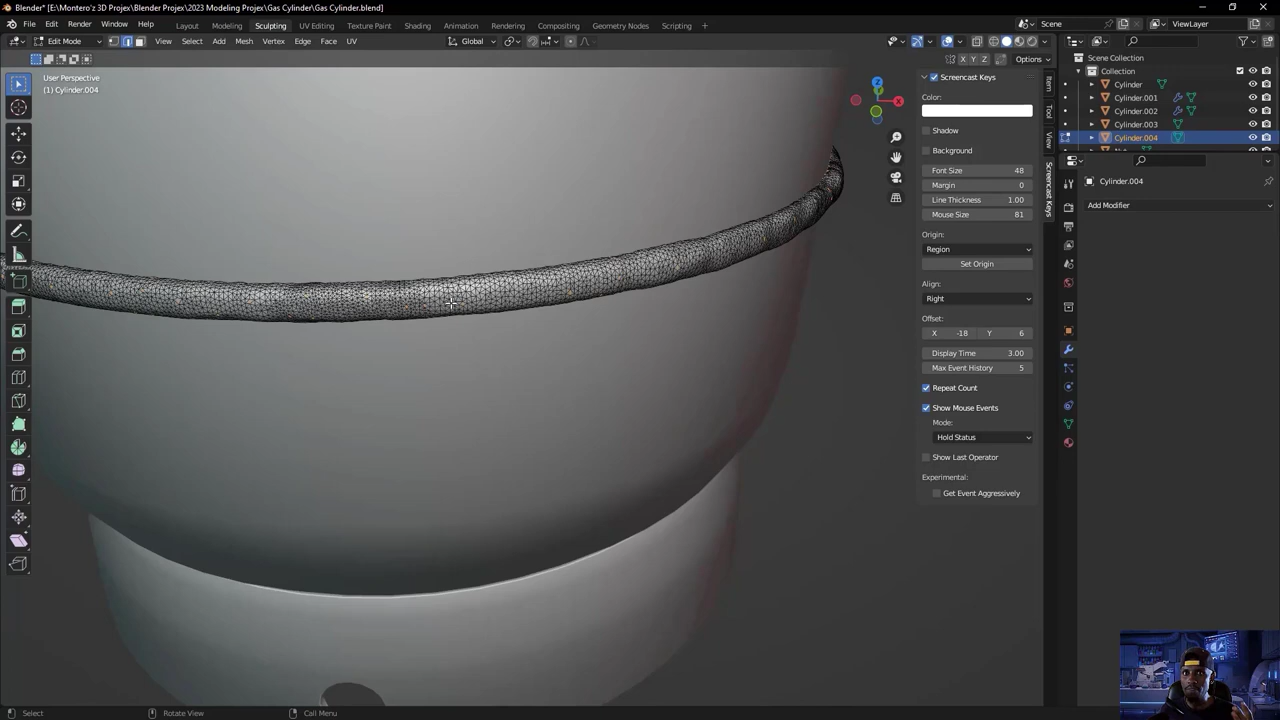 Blender* [E:\Montero'z 3D Projex\Blender Projex\2023 Modeling Projex\Gas Cylinder\Gas Cylinder.blend]
File Edit Render Window Help Layout Modeling Sculpting UV Editing Texture Paint Shading Animation Rendering Compositing Geometry Nodes Scripting Scene ViewLayer
Edit Mode View Select Add Mesh Vertex Edge Face UV Global
X Y Z Options
User Perspective
(1) Cylinder.004
Scene Collection
Collection
Cylinder
Cylinder.001
Cylinder.002
Cylinder.003
Cylinder.004
Cylinder.004
Add Modifier
Item
Tool
View
Screencast Keys
Screencast Keys
Color:
Shadow
Background
Font Size 48
Margin 0
Line Thickness 1.00
Mouse Size 81
Origin:
Region
Set Origin
Align:
Right
Offset:
X -18 Y 6
Display Time 3.00
Max Event History 5
Repeat Count
Show Mouse Events
Mode:
Hold Status
Show Last Operator
Experimental:
Get Event Aggressively
Z
X
Select Rotate View Call Menu